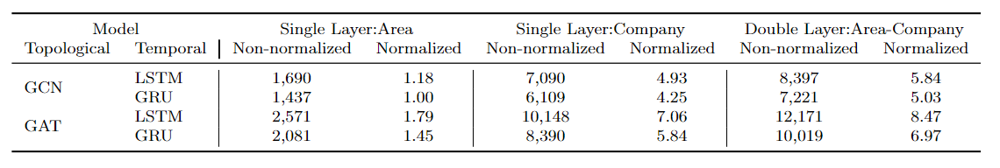 Model Single Layer:Area Single Layer:Company Double Layer:Area-Company
Topological Temporal Non-normalized Normalized Non-normalized Normalized Non-normalized Normalized
GCN LSTM 1,690 1.18 7,090 4.93 8,397 5.84
GRU 1,437 1.00 6,109 4.25 7,221 5.03
GAT LSTM 2,571 1.79 10,148 7.06 12,171 8.47
GRU 2,081 1.45 8,390 5.84 10,019 6.97